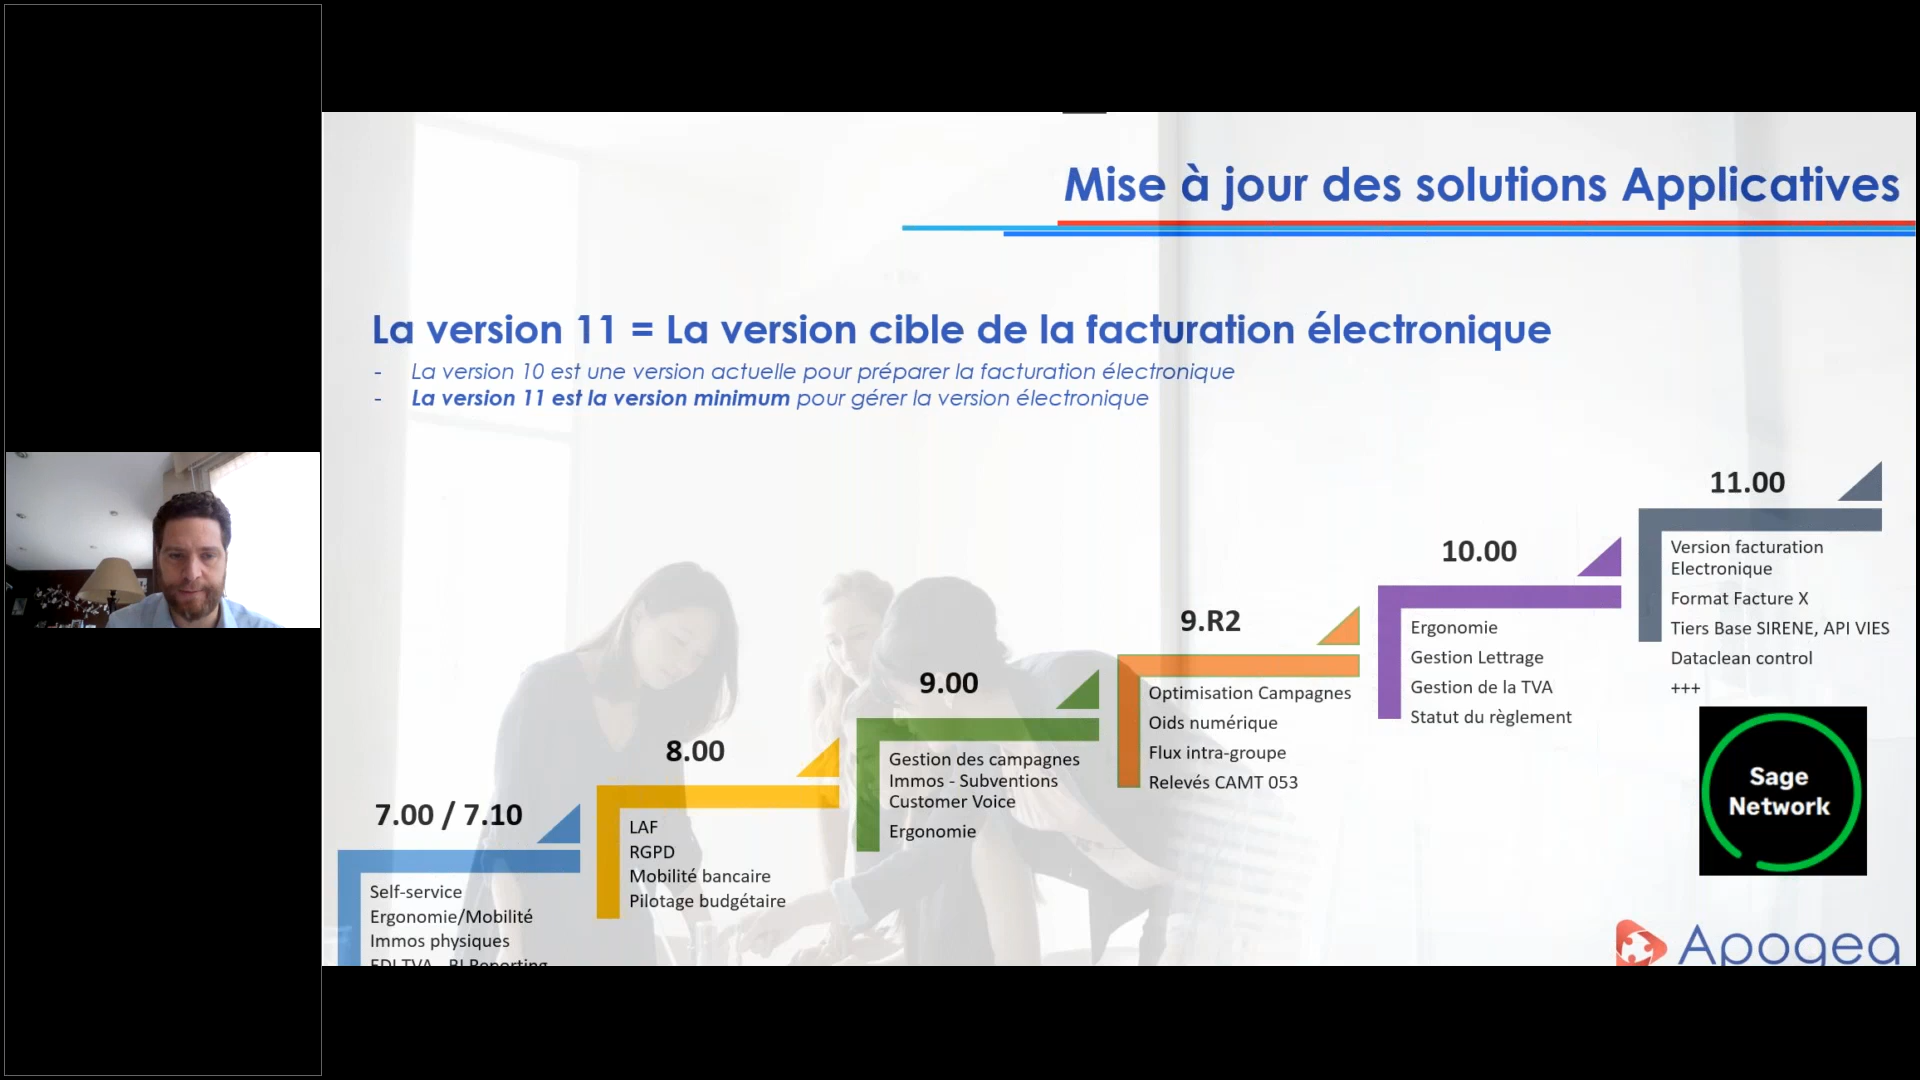 Mise à jour des solutions Applicatives
La version 11 = La version cible de la facturation électronique
- La version 10 est une version actuelle pour préparer la facturation électronique
- La version 11 est la version minimum pour gérer la version électronique
7.00 / 7.10
Self-service
Ergonomie/Mobilité
Immos physiques
EDI TVA - BI Reporting
8.00
LAF
RGPD
Mobilité bancaire
Pilotage budgétaire
9.00
Gestion des campagnes
Immos - Subventions
Customer Voice
Ergonomie
9.R2
Optimisation Campagnes
Oids numérique
Flux intra-groupe
Relevés CAMT 053
10.00
Ergonomie
Gestion Lettrage
Gestion de la TVA
Statut du règlement
11.00
Version facturation
Electronique
Format Facture X
Tiers Base SIRENE, API VIES
Dataclean control
+++
Sage
Network
Apogea